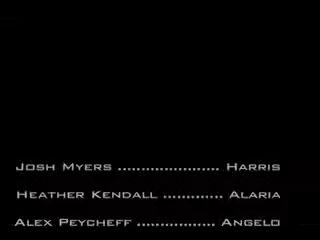 Josh Myers ...................... Harris
Heather Kendall ............. Alaria
Alex Peycheff ................. Angelo